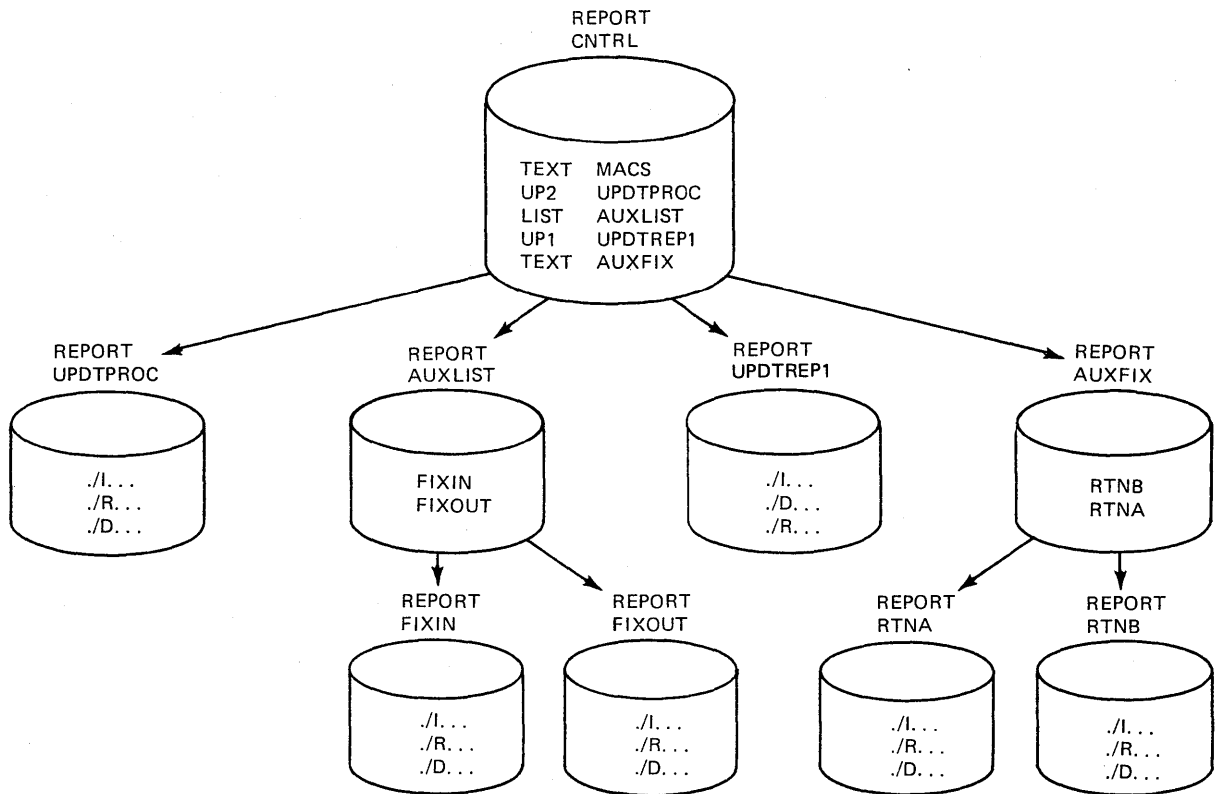 REPORT
CNTRL
TEXT MACS
UP2 UPDTPROC
LIST AUXLIST
UP1 UPDTREP1
TEXT AUXFIX
REPORT
UPDTPROC
./I...
./R...
./D...
REPORT
AUXLIST
FIXIN
FIXOUT
REPORT
UPDTREP1
./I...
./D...
./R...
REPORT
AUXFIX
RTNB
RTNA
REPORT
FIXIN
./I...
./R...
./D...
REPORT
FIXOUT
./I...
./R...
./D...
REPORT
RTNA
./I...
./R...
./D...
REPORT
RTNB
./I...
./R...
./D...